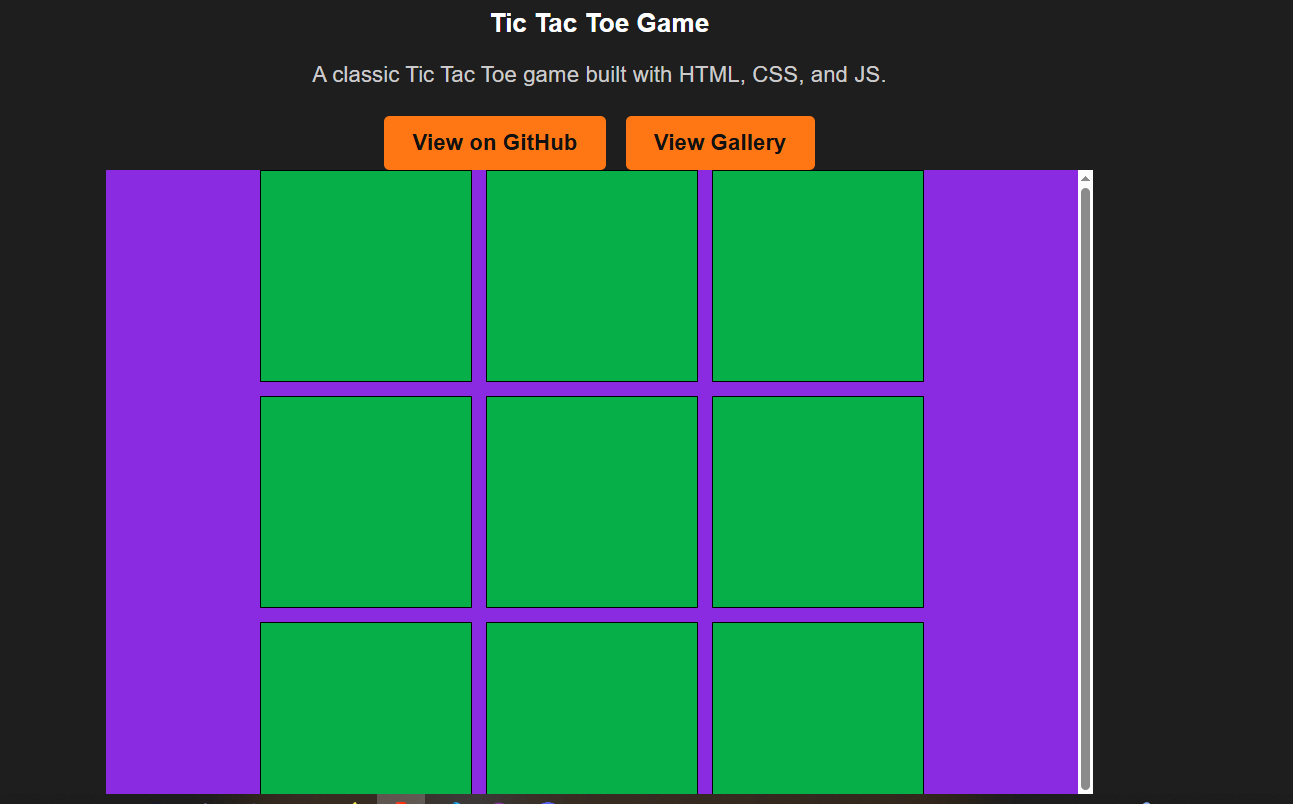 Tic Tac Toe Game
A classic Tic Tac Toe game built with HTML, CSS, and JS.
View on GitHub
View Gallery